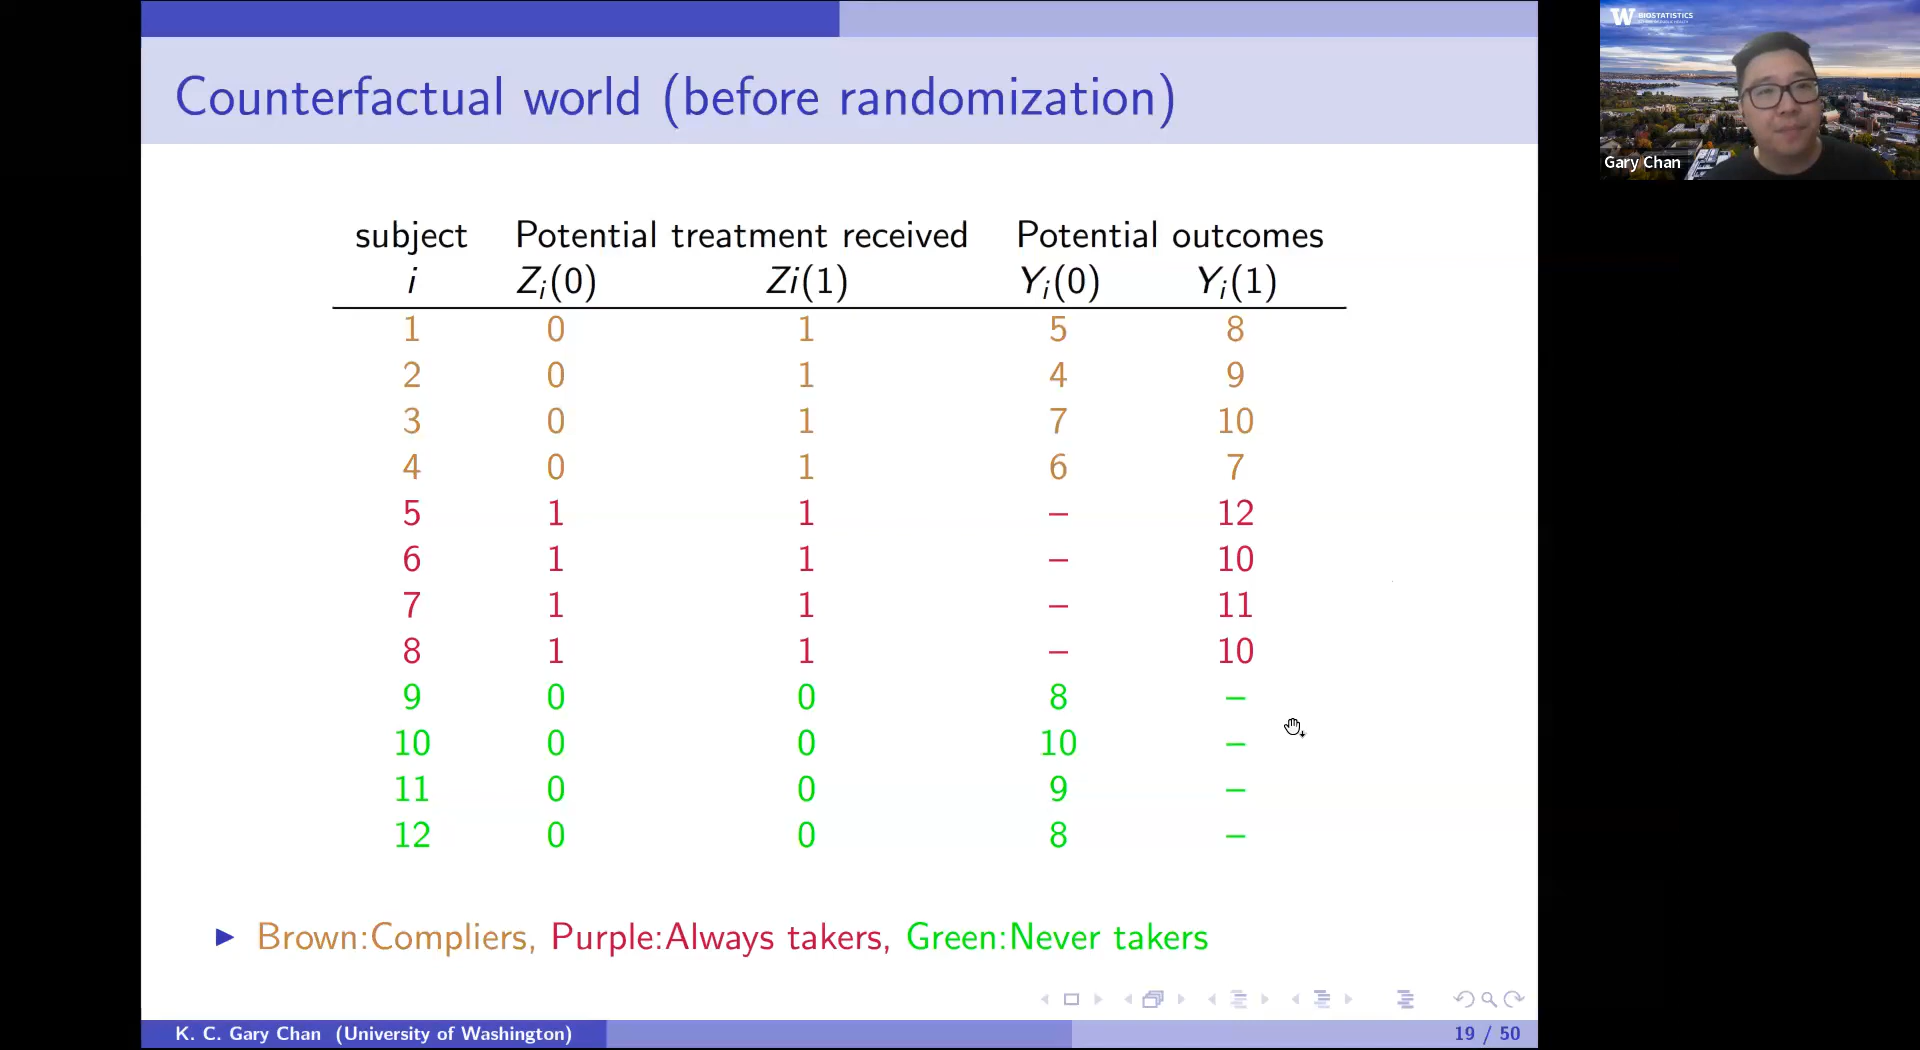 Counterfactual world (before randomization)
subject Potential treatment received Potential outcomes
i Zᵢ(0) Zi(1) Yᵢ(0) Yᵢ(1)
1 0 1 5 8
2 0 1 4 9
3 0 1 7 10
4 0 1 6 7
5 1 1 – 12
6 1 1 – 10
7 1 1 – 11
8 1 1 – 10
9 0 0 8 –
10 0 0 10 –
11 0 0 9 –
12 0 0 8 –
Brown:Compliers, Purple:Always takers, Green:Never takers
K. C. Gary Chan (University of Washington) 19 / 50
W BIOSTATISTICS
Gary Chan